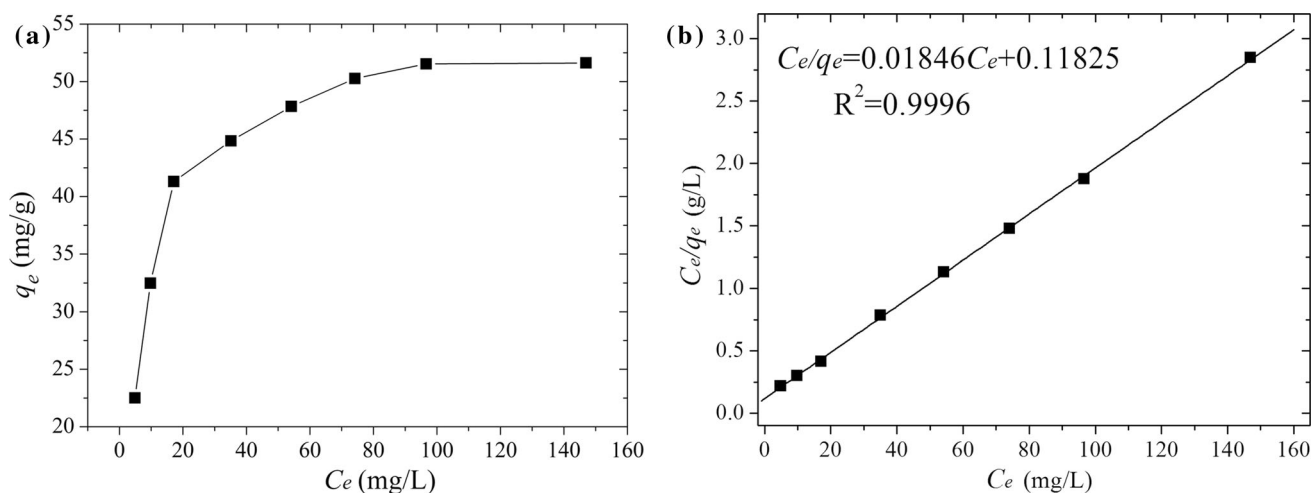 (a)
55
50
45
40
35
30
25
20
qe (mg/g)
0 20 40 60 80 100 120 140 160
Ce (mg/L)
(b)
Ce/qe=0.01846Ce+0.11825
R²=0.9996
3.0
2.5
2.0
1.5
1.0
0.5
0.0
Ce/qe (g/L)
0 20 40 60 80 100 120 140 160
Ce (mg/L)